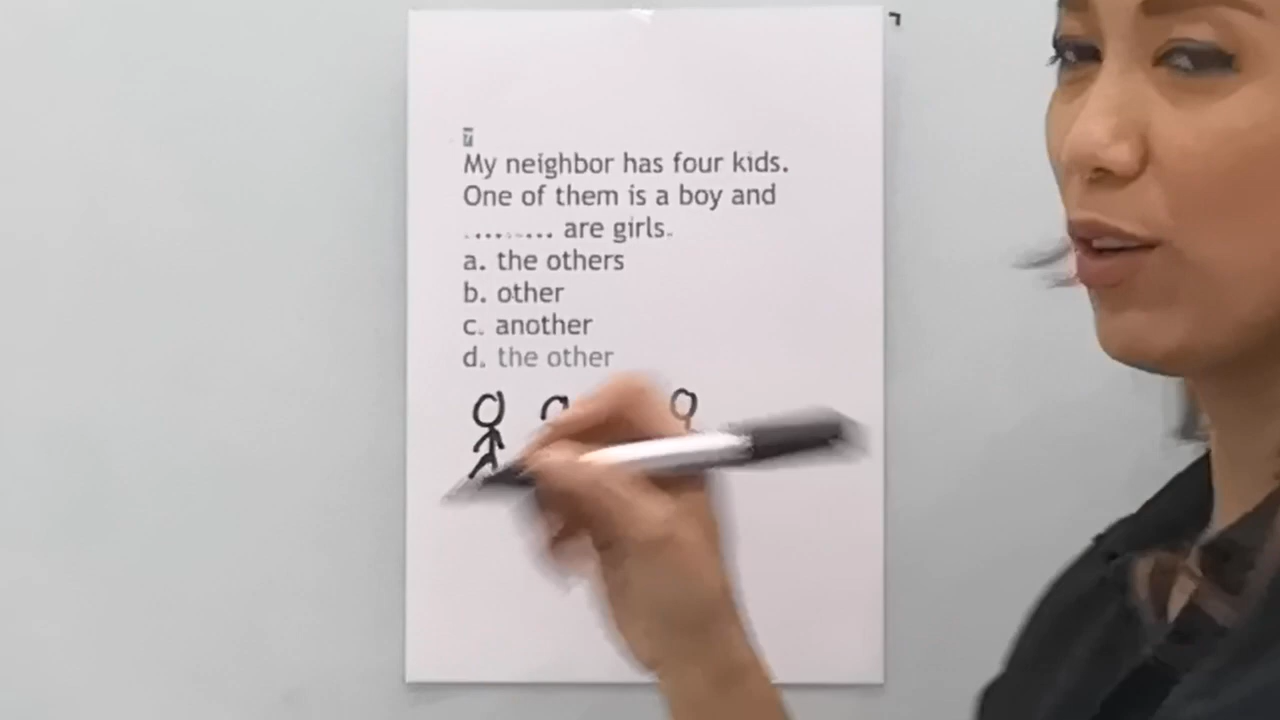 My neighbor has four kids.
One of them is a boy and
......... are girls.
a. the others
b. other
c. another
d. the other